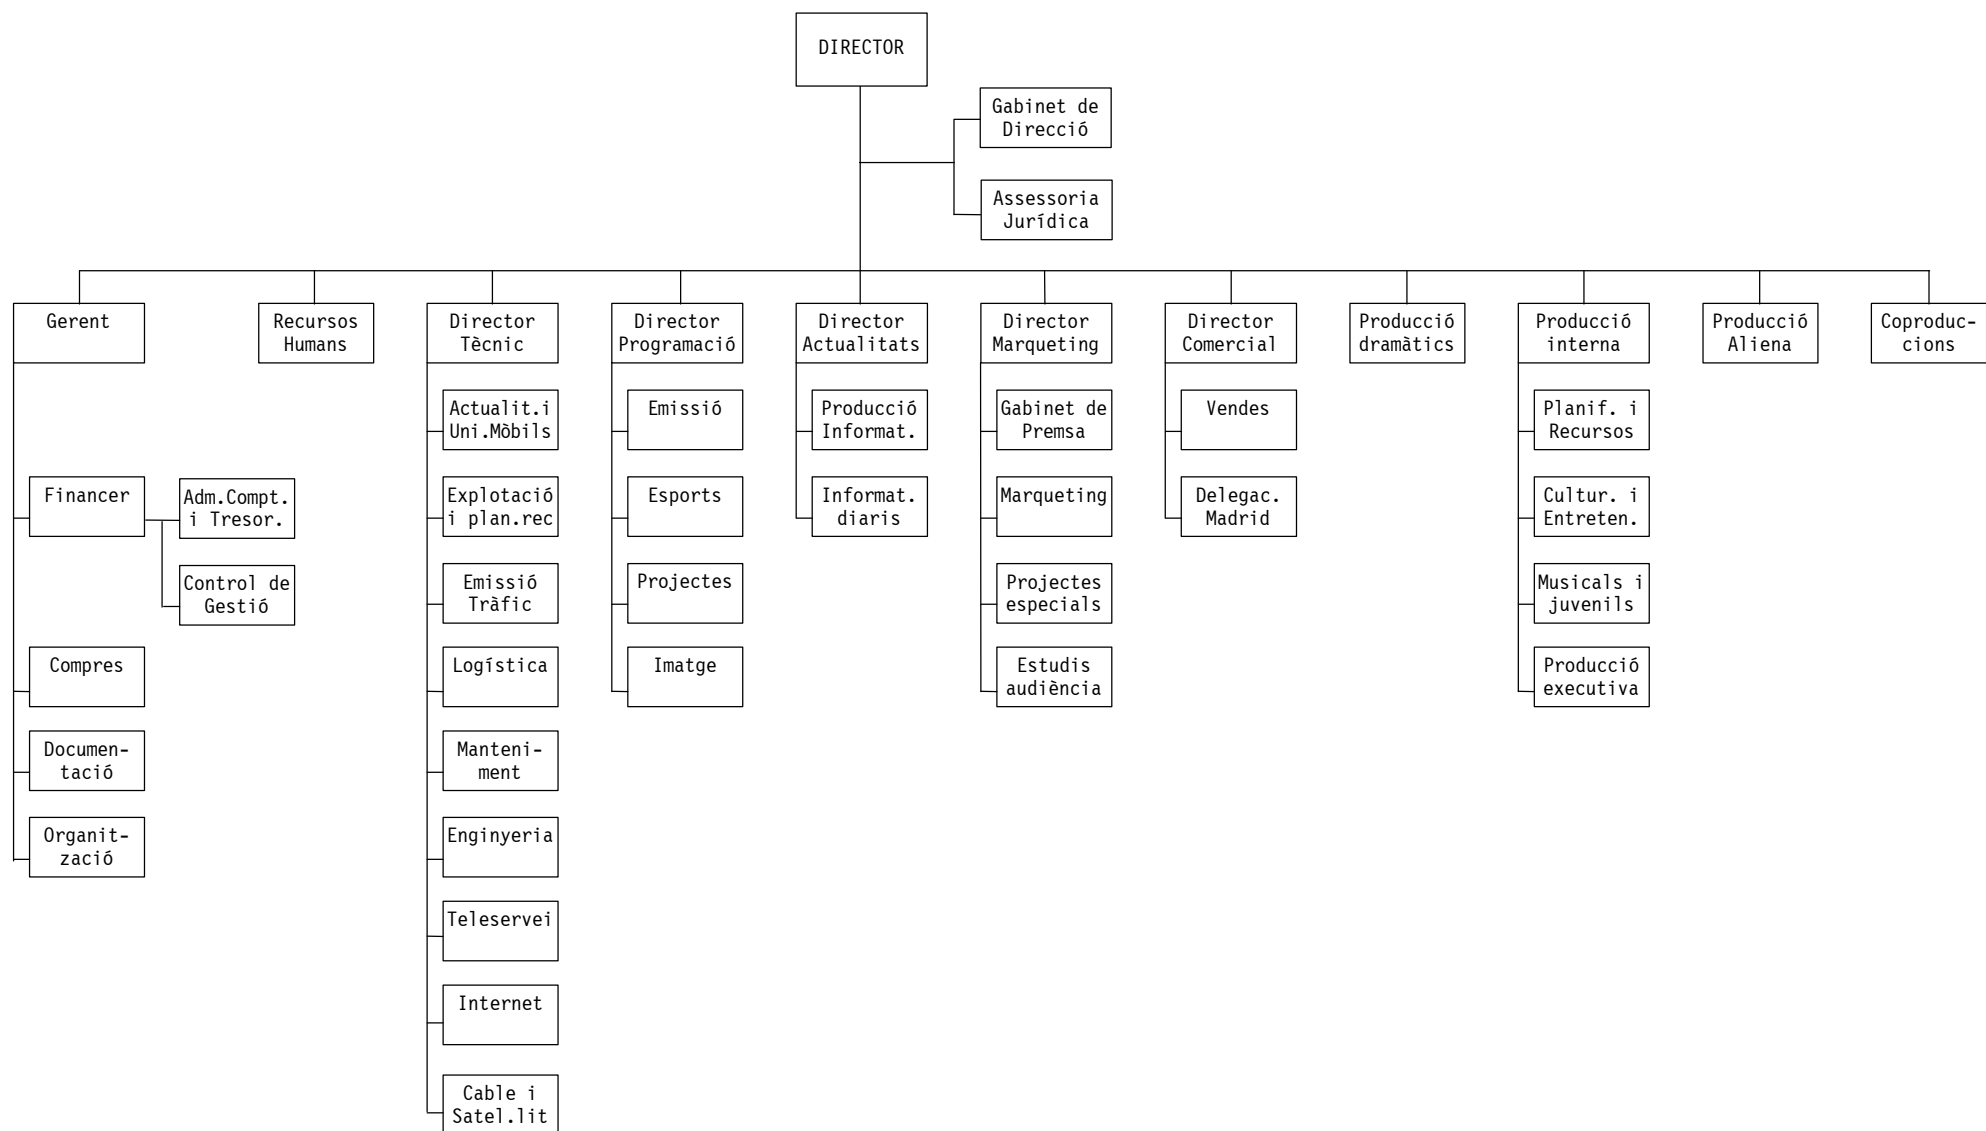 DIRECTOR
Gabinet de
Direcció
Assessoria
Jurídica
Gerent
Recursos
Humans
Director
Tècnic
Director
Programació
Director
Actualitats
Director
Marqueting
Director
Comercial
Producció
dramàtics
Producció
interna
Producció
Aliena
Coproduc-
cions
Financer
Adm.Compt.
i Tresor.
Control de
Gestió
Compres
Documen-
tació
Organit-
zació
Actualit.i
Uni.Mòbils
Explotació
i plan.rec
Emissió
Tràfic
Logística
Manteni-
ment
Enginyeria
Teleservei
Internet
Cable i
Satel.lit
Emissió
Esports
Projectes
Imatge
Producció
Informat.
Informat.
diaris
Gabinet de
Premsa
Marqueting
Projectes
especials
Estudis
audiència
Vendes
Delegac.
Madrid
Planif. i
Recursos
Cultur. i
Entreten.
Musicals i
juvenils
Producció
executiva